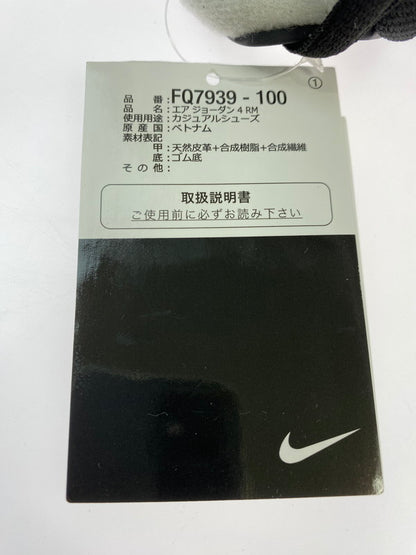 ①
品番:FQ7939-100
品名:エア ジョーダン 4 RM
使用用途:カジュアルシューズ
原産国:ベトナム
素材表記
甲:天然皮革+合成樹脂+合成繊維
底:ゴム底
その他:
取扱説明書
ご使用前に必ずお読み下さい